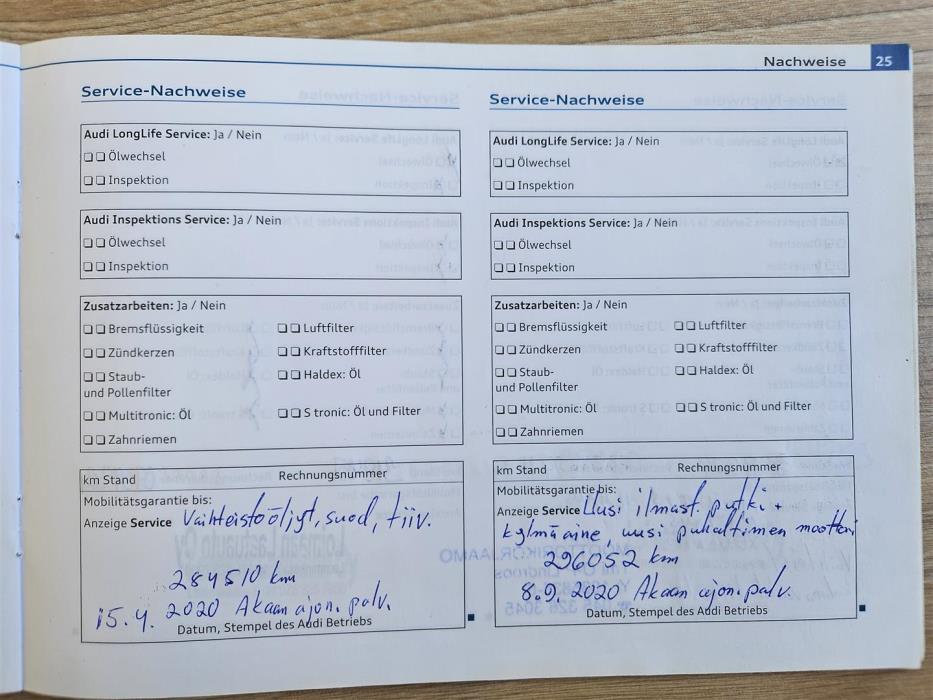 Nachweise 25
Service-Nachweise
Audi LongLife Service: Ja / Nein
Ölwechsel
Inspektion
Audi Inspektions Service: Ja / Nein
Ölwechsel
Inspektion
Zusatzarbeiten: Ja / Nein
Bremsflüssigkeit
Luftfilter
Zündkerzen
Kraftstofffilter
Staub-
und Pollenfilter
Haldex: Öl
Multitronic: Öl
S tronic: Öl und Filter
Zahnriemen
km Stand Rechnungsnummer
Mobilitätsgarantie bis:
Anzeige Service Vaihteistoöljyt, suod, tiiv.
284510 km
15.4. 2020 Akaan ajon. palv.
Datum, Stempel des Audi Betriebs
Service-Nachweise
Audi LongLife Service: Ja / Nein
Ölwechsel
Inspektion
Audi Inspektions Service: Ja / Nein
Ölwechsel
Inspektion
Zusatzarbeiten: Ja / Nein
Bremsflüssigkeit
Luftfilter
Zündkerzen
Kraftstofffilter
Staub-
und Pollenfilter
Haldex: Öl
Multitronic: Öl
S tronic: Öl und Filter
Zahnriemen
km Stand Rechnungsnummer
Mobilitätsgarantie bis:
Anzeige Service Uusi ilmast. putki +
kylmäaine, uusi puhaltimen moottori
296052 km
8.9. 2020 Akaan ajon. palv.
Datum, Stempel des Audi Betriebs